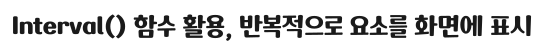 Interval() 함수 활용, 반복적으로 요소를 화면에 표시